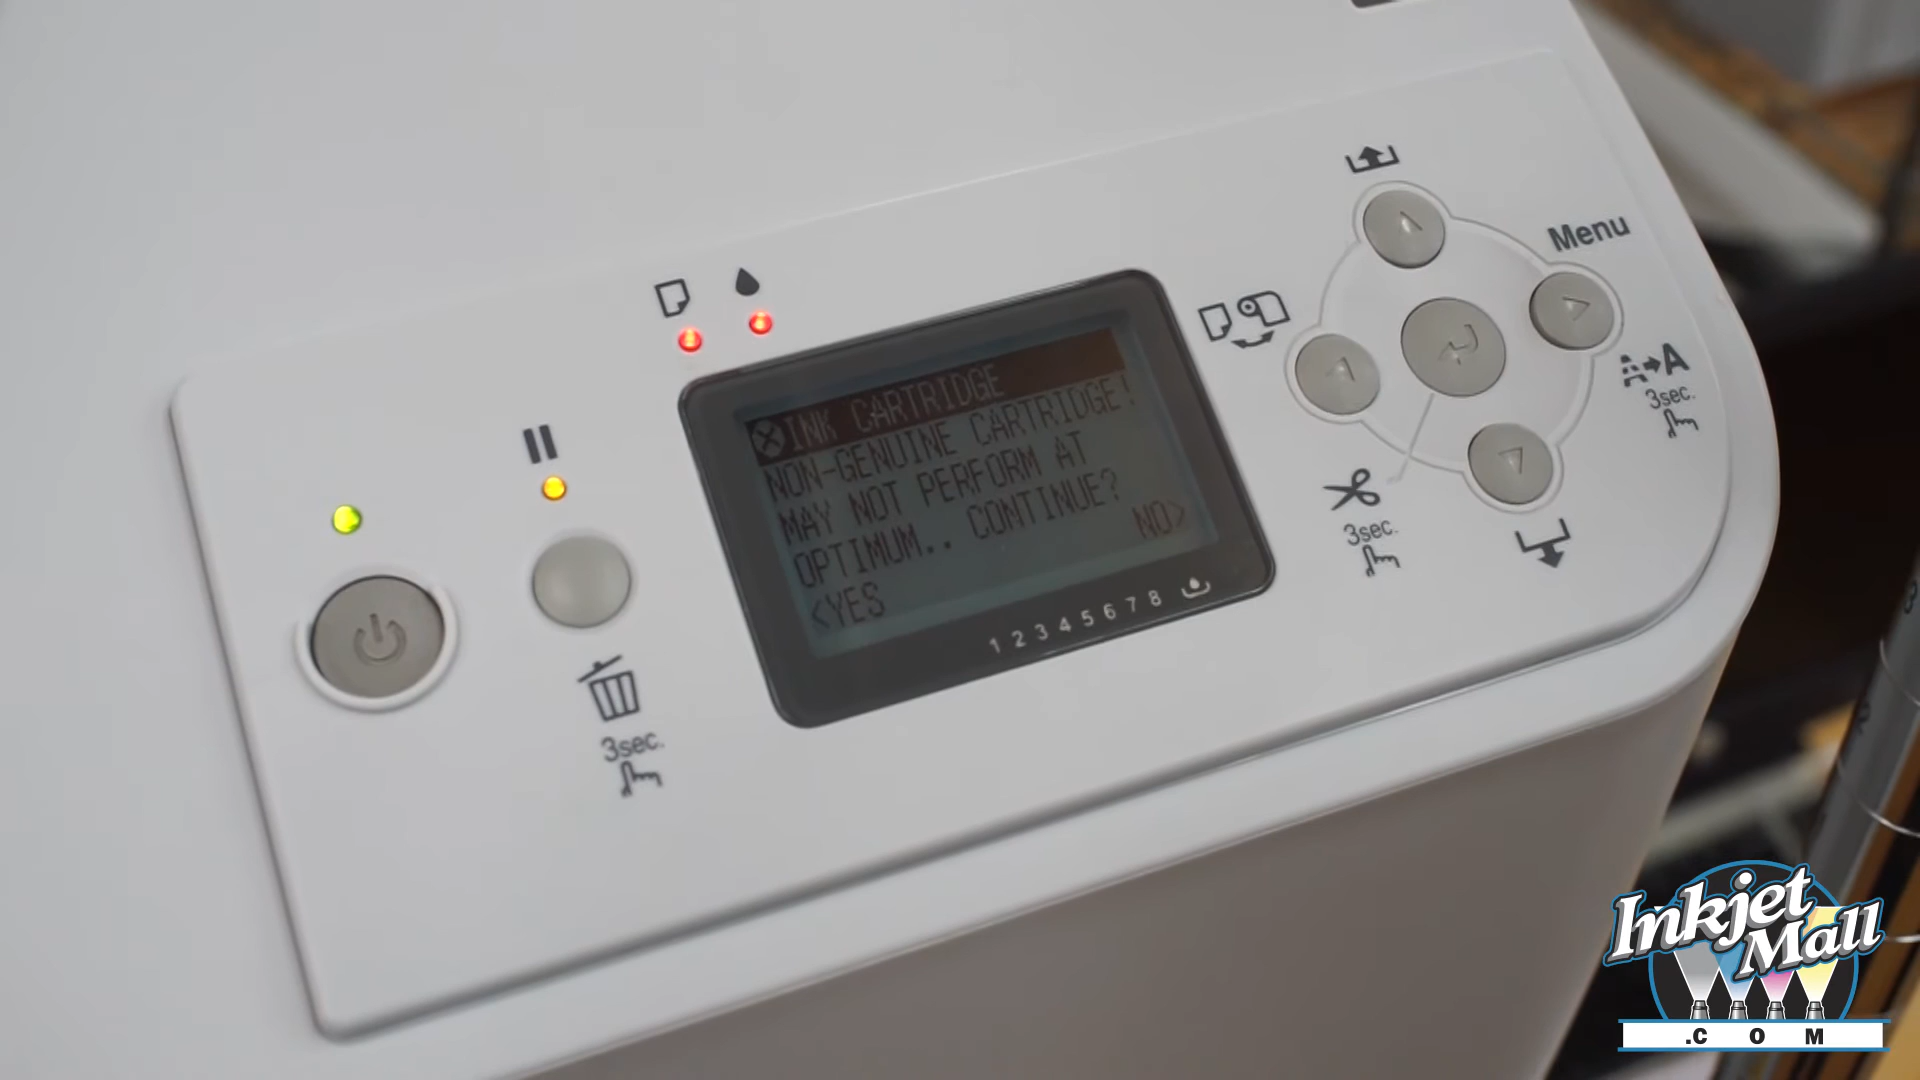 Menu
3sec.
INK CARTRIDGE
NON-GENUINE CARTRIDGE!
MAY NOT PERFORM AT
OPTIMUM.. CONTINUE?
NO>
<YES
1 2 3 4 5 6 7 8
A→A
3sec.
3sec.
Inkjet
Mall
.COM